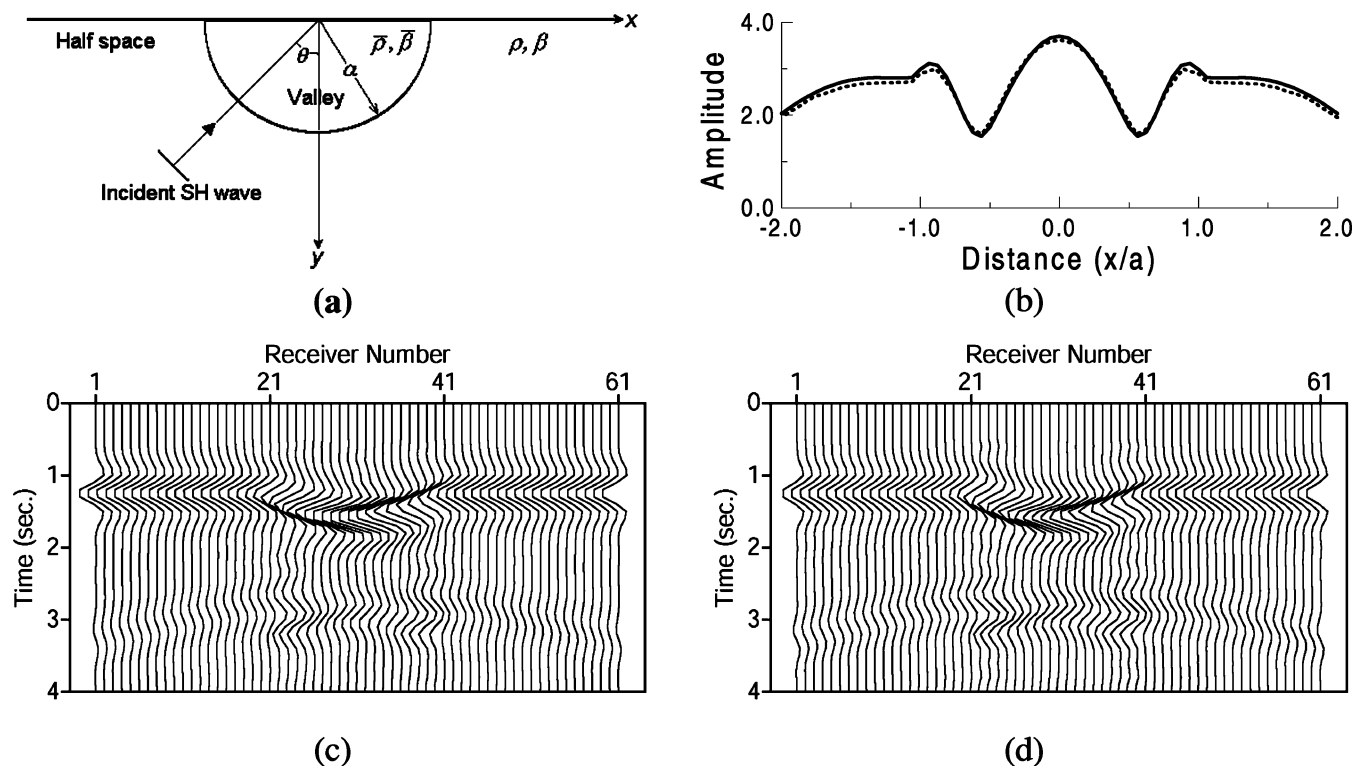 x
Half space
ρ̅, β̅
ρ, β
θ
a
Valley
Incident SH wave
y
(a)
Amplitude
4.0
2.0
0.0
-2.0 -1.0 0.0 1.0 2.0
Distance (x/a)
(b)
Receiver Number
1 21 41 61
Time (sec.)
0
1
2
3
4
(c)
Receiver Number
1 21 41 61
Time (sec.)
0
1
2
3
4
(d)